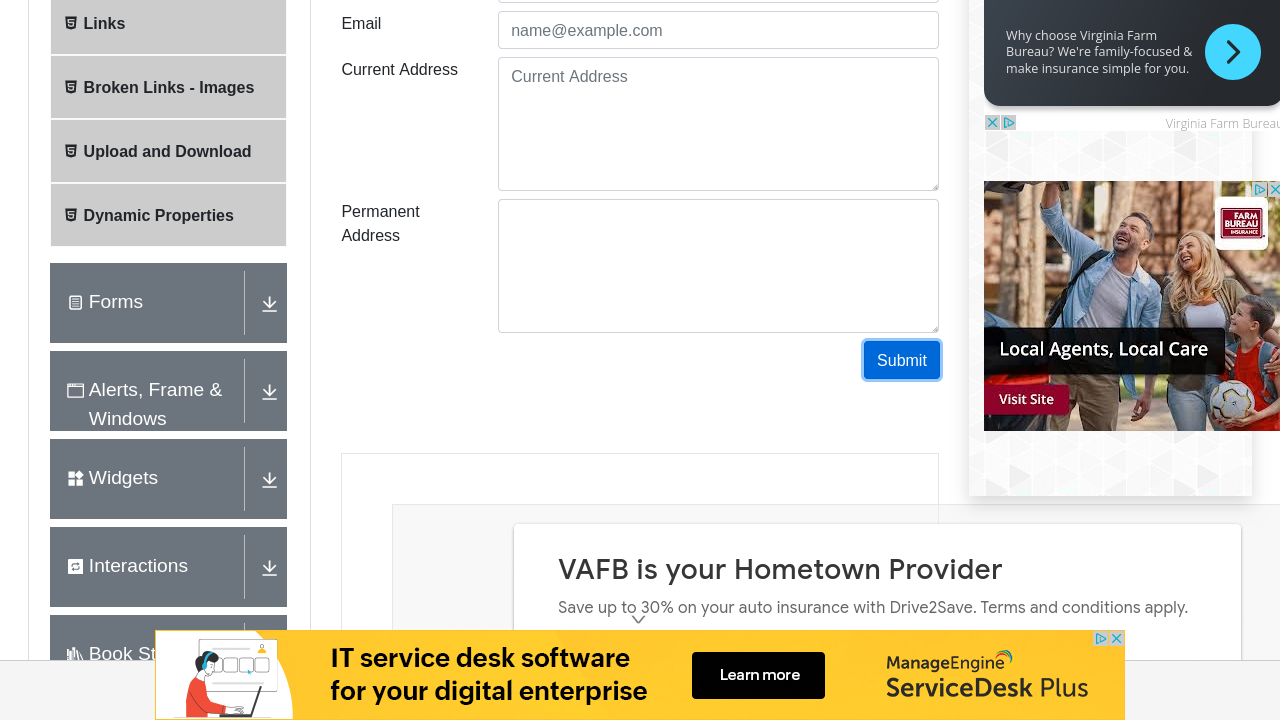 Links
Broken Links - Images
Upload and Download
Dynamic Properties
Forms
Alerts, Frame &
Windows
Widgets
Interactions
Book St
Email
name@example.com
Current Address
Current Address
Permanent
Address
Submit
VAFB is your Hometown Provider
Save up to 30% on your auto insurance with Drive2Save. Terms and conditions apply.
Why choose Virginia Farm
Bureau? We're family-focused &
make insurance simple for you.
Virginia Farm Bureau
FARM
BUREAU
INSURANCE
Local Agents, Local Care
Visit Site
IT service desk software
for your digital enterprise
Learn more
ManageEngine
ServiceDesk Plus